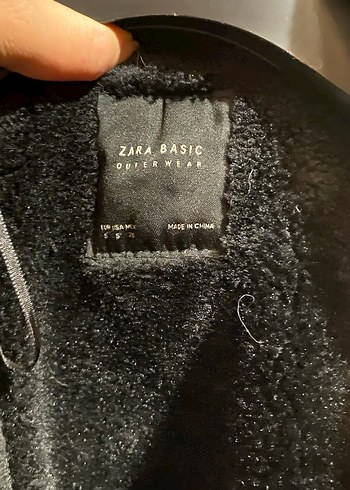 ZARA BASIC
OUTER WEAR
EUR USA MEX MADE IN CHINA
S S